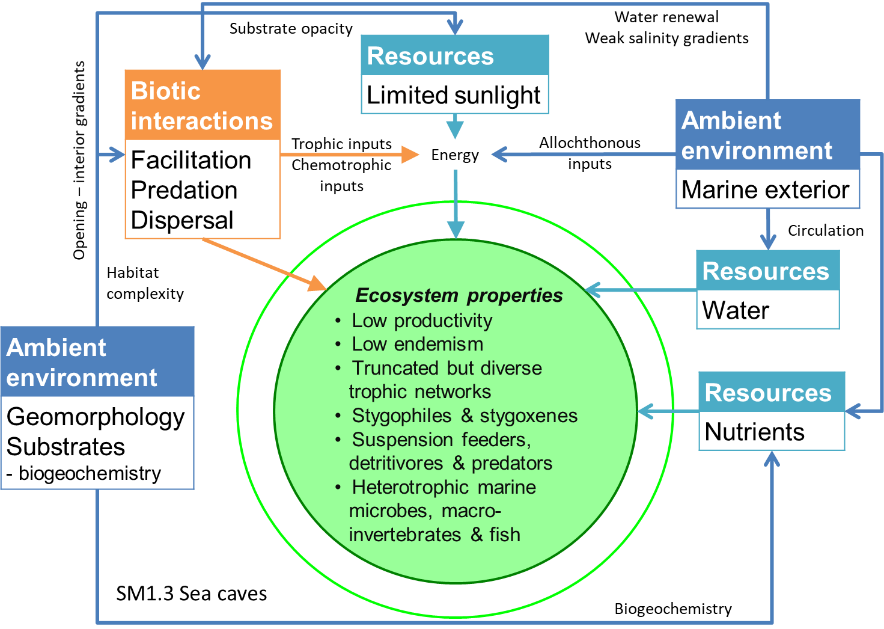 Water renewal
Weak salinity gradients
Substrate opacity
Resources
Limited sunlight
Biotic
interactions
Facilitation
Predation
Dispersal
Trophic inputs
Chemotrophic
inputs
Energy
Allochthonous
inputs
Ambient
environment
Marine exterior
Opening – interior gradients
Circulation
Resources
Water
Habitat
complexity
Ambient
environment
Geomorphology
Substrates
- biogeochemistry
Ecosystem properties
• Low productivity
• Low endemism
• Truncated but diverse
trophic networks
• Stygophiles & stygoxenes
• Suspension feeders,
detritivores & predators
• Heterotrophic marine
microbes, macro-
invertebrates & fish
Resources
Nutrients
SM1.3 Sea caves
Biogeochemistry